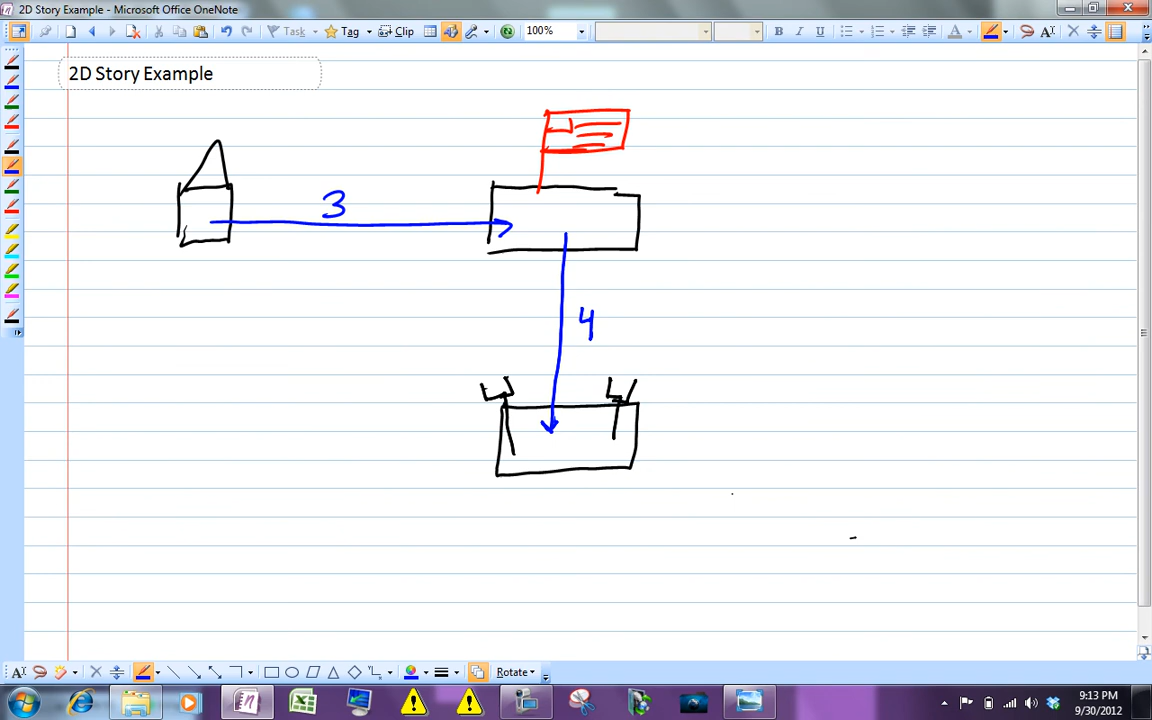 2D Story Example - Microsoft Office OneNote
Task Tag Clip 100% B I U A
2D Story Example
3
4
Rotate
9:13 PM
9/30/2012